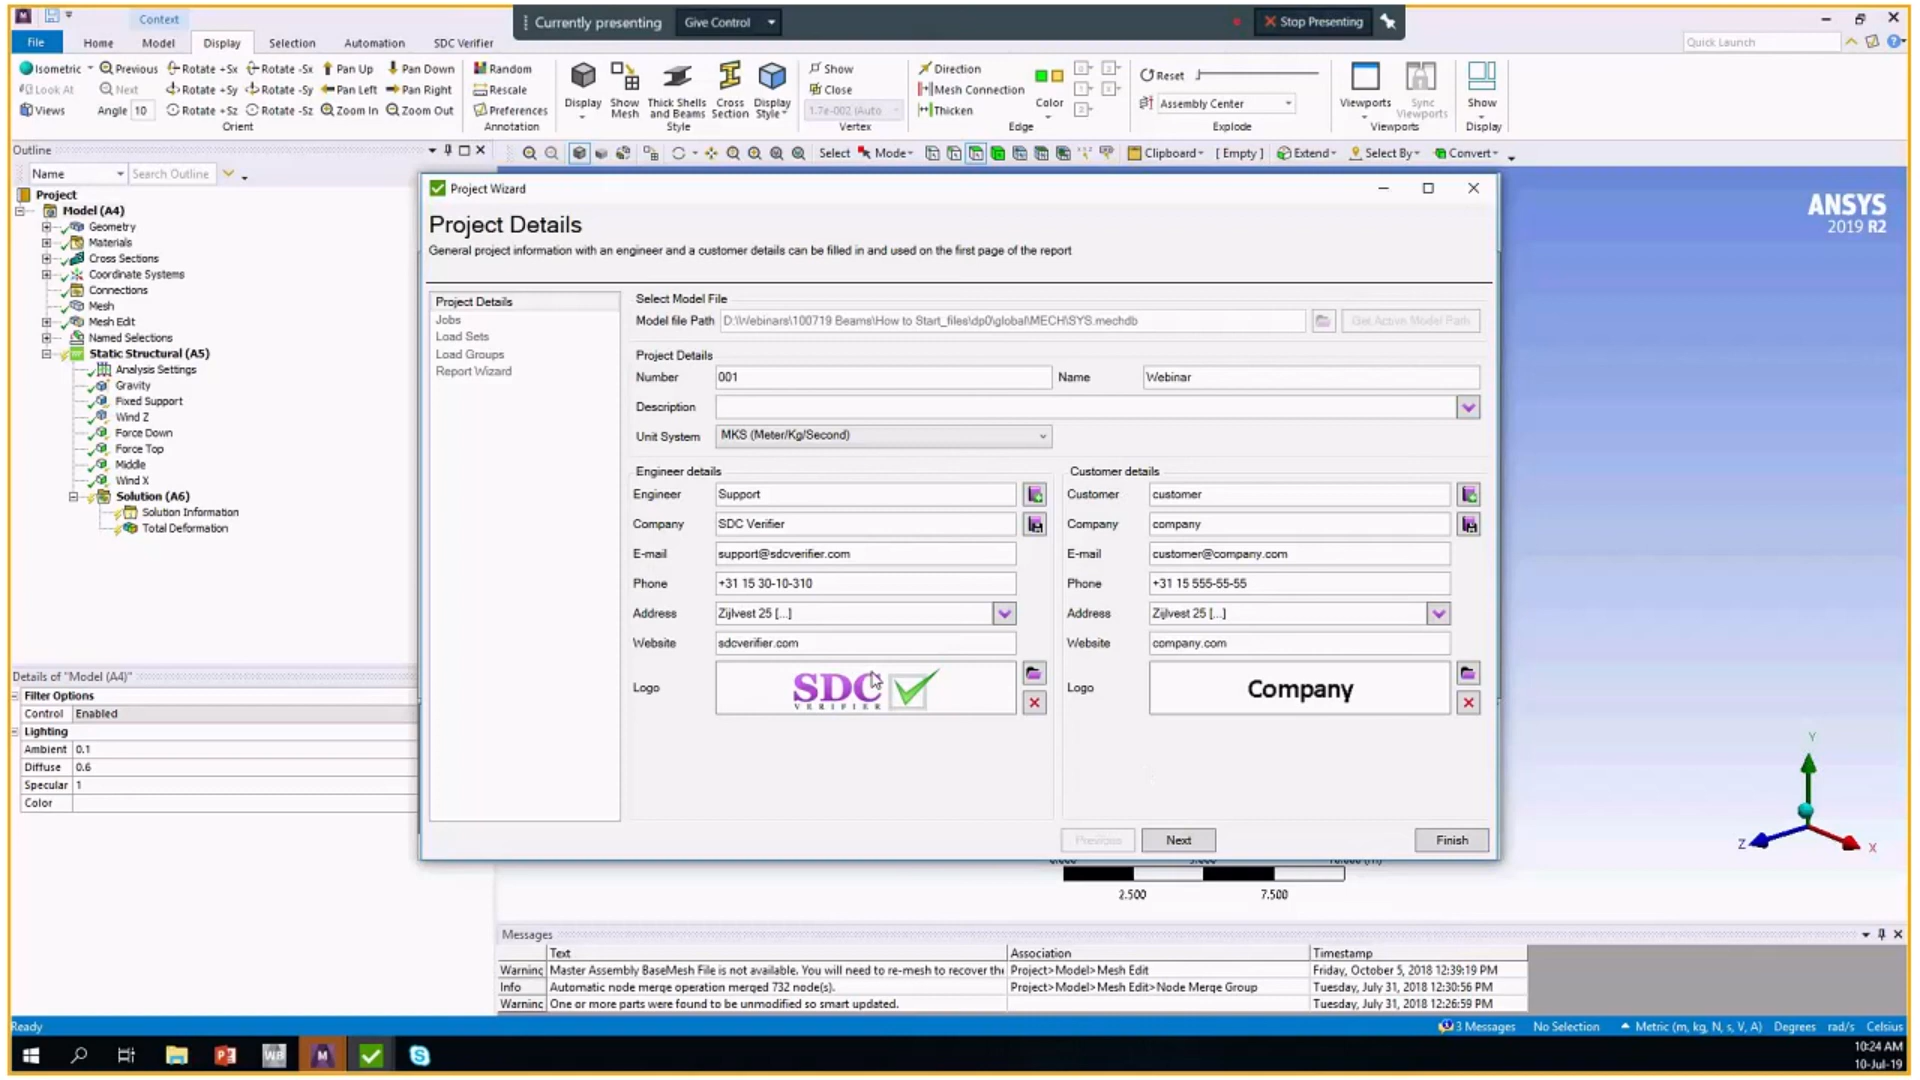 Currently presenting Give Control Stop Presenting
Context
File Home Model Display Selection Automation SDC Verifier Quick Launch
Isometric Previous Rotate +Sx Rotate -Sx Pan Up Pan Down Random Show Direction Reset
Look At Next Rotate +Sy Rotate -Sy Pan Left Pan Right Rescale Close Mesh Connection Assembly Center
Views Angle 10 Rotate +Sz Rotate -Sz Zoom In Zoom Out Preferences 1.7e-002 (Auto Thicken
Display Show Mesh Thick Shells and Beams Cross Section Display Style Color Viewports Sync Viewports Show
Orient Annotation Style Vertex Edge Explode Viewports Display
Outline
Select Mode Clipboard [ Empty ] Extend Select By Convert
Name Search Outline
Project
Model (A4)
Geometry
Materials
Cross Sections
Coordinate Systems
Connections
Mesh
Mesh Edit
Named Selections
Static Structural (A5)
Analysis Settings
Gravity
Fixed Support
Wind Z
Force Down
Force Top
Middle
Wind X
Solution (A6)
Solution Information
Total Deformation
Details of "Model (A4)"
Filter Options
Control Enabled
Lighting
Ambient 0.1
Diffuse 0.6
Specular 1
Color
Project Wizard
Project Details
General project information with an engineer and a customer details can be filled in and used on the first page of the report
Project Details
Jobs
Load Sets
Load Groups
Report Wizard
Select Model File
Model file Path D:\Webinars\100719 Beams\How to Start_files\dp0\global\MECH\SYS.mechdb Get Active Model Path
Project Details
Number 001 Name Webinar
Description
Unit System MKS (Meter/Kg/Second)
Engineer details
Engineer Support
Company SDC Verifier
E-mail support@sdcverifier.com
Phone +31 15 30-10-310
Address Zijlvest 25 [...]
Website sdcverifier.com
Logo SDC VERIFIER
Customer details
Customer customer
Company company
E-mail customer@company.com
Phone +31 15 555-55-55
Address Zijlvest 25 [...]
Website company.com
Logo Company
Previous Next Finish
ANSYS
2019 R2
Y
Z
X
2.500 7.500
Messages
Text Association Timestamp
Warning Master Assembly BaseMesh File is not available. You will need to re-mesh to recover the Project>Model>Mesh Edit Friday, October 5, 2018 12:39:19 PM
Info Automatic node merge operation merged 732 node(s). Project>Model>Mesh Edit>Node Merge Group Tuesday, July 31, 2018 12:30:56 PM
Warning One or more parts were found to be unmodified so smart updated. Tuesday, July 31, 2018 12:26:59 PM
Ready 3 Messages No Selection Metric (m, kg, N, s, V, A) Degrees rad/s Celsius
10:24 AM
10-Jul-19